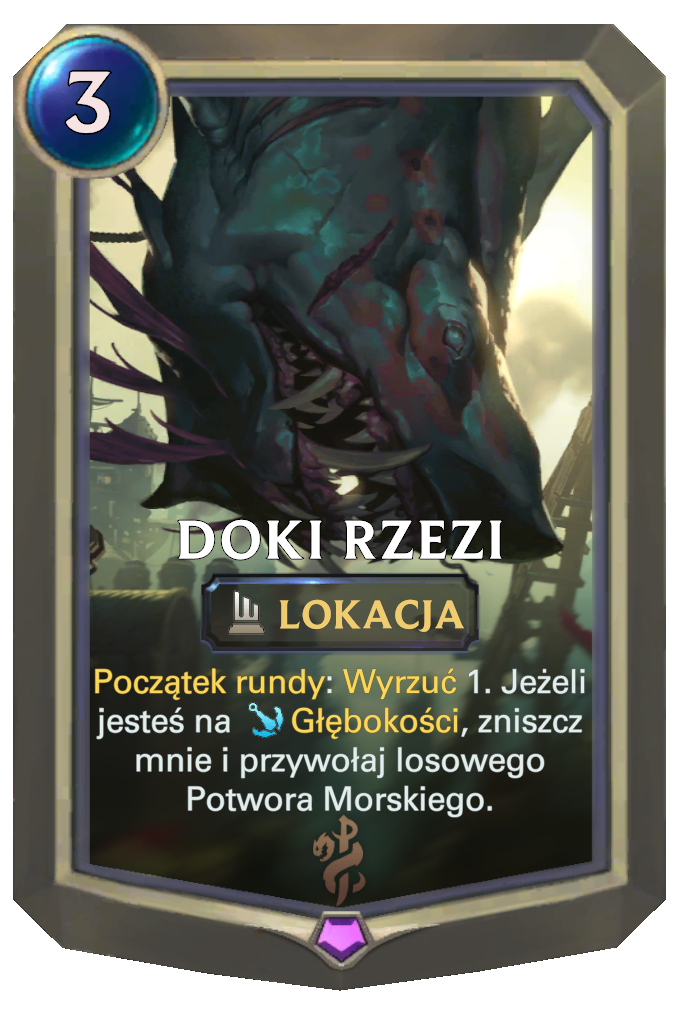 3
DOKI RZEZI
LOKACJA
Początek rundy: Wyrzuć 1. Jeżeli
jesteś na Głębokości, zniszcz
mnie i przywołaj losowego
Potwora Morskiego.